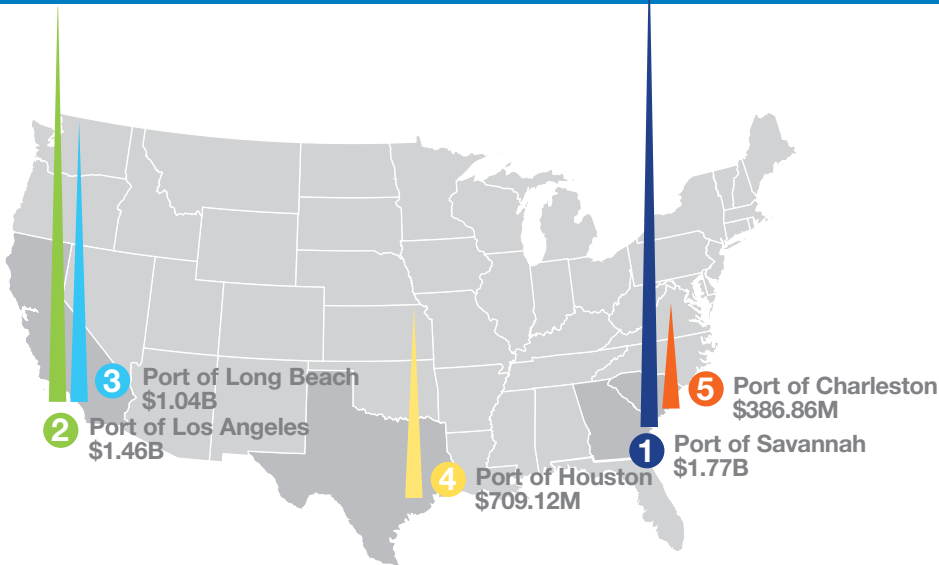 3
Port of Long Beach
$1.04B
2
Port of Los Angeles
$1.46B
5
Port of Charleston
$386.86M
1
Port of Savannah
$1.77B
4
Port of Houston
$709.12M